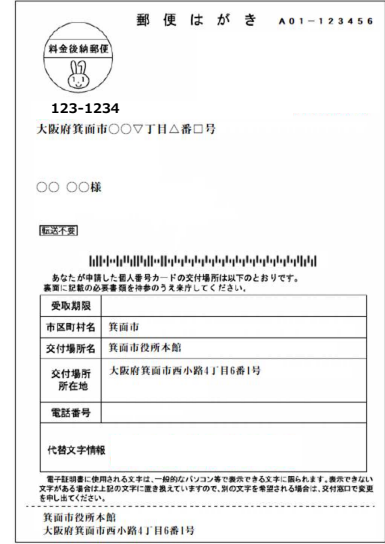 郵便はがき A01-123456
料金後納郵便
123-1234
大阪府箕面市○○▽丁目△番□号
○○ ○○様
転送不要
あなたが申請した個人番号カードの交付場所は以下のとおりです。
裏面に記載の必要書類を持参のうえ来庁してください。
受取期限
市区町村名 箕面市
交付場所名 箕面市役所本館
交付場所 大阪府箕面市西小路4丁目6番1号
所在地
電話番号
代替文字情報
電子証明書に使用される文字は、一般的なパソコン等で表示できる文字に限られます。表示できない
文字がある場合は上記の文字に置き換えていますので、別の文字を希望される場合は、交付窓口で変更
を申し出てください。
箕面市役所本館
大阪府箕面市西小路4丁目6番1号